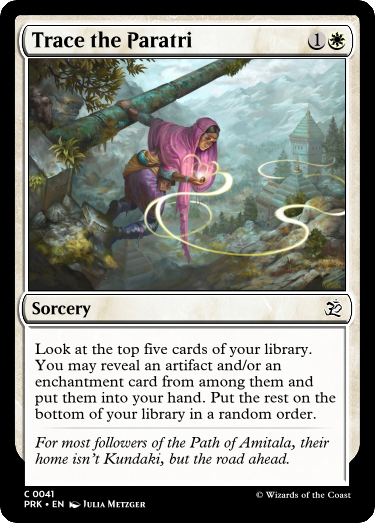 Trace the Paratri 1
Sorcery
Look at the top five cards of your library.
You may reveal an artifact and/or an
enchantment card from among them and
put them into your hand. Put the rest on the
bottom of your library in a random order.
For most followers of the Path of Amitala, their
home isn't Kundaki, but the road ahead.
C 0041
PRK • EN Julia Metzger
© Wizards of the Coast